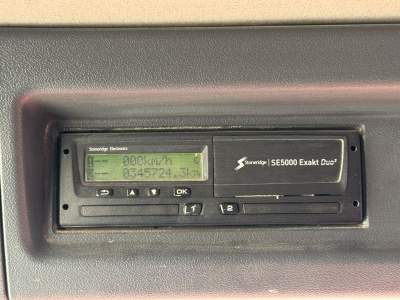 Stoneridge Electronics
000km/h
0345724.3km
OK
Stoneridge | SE5000 Exakt Duo²
1 2